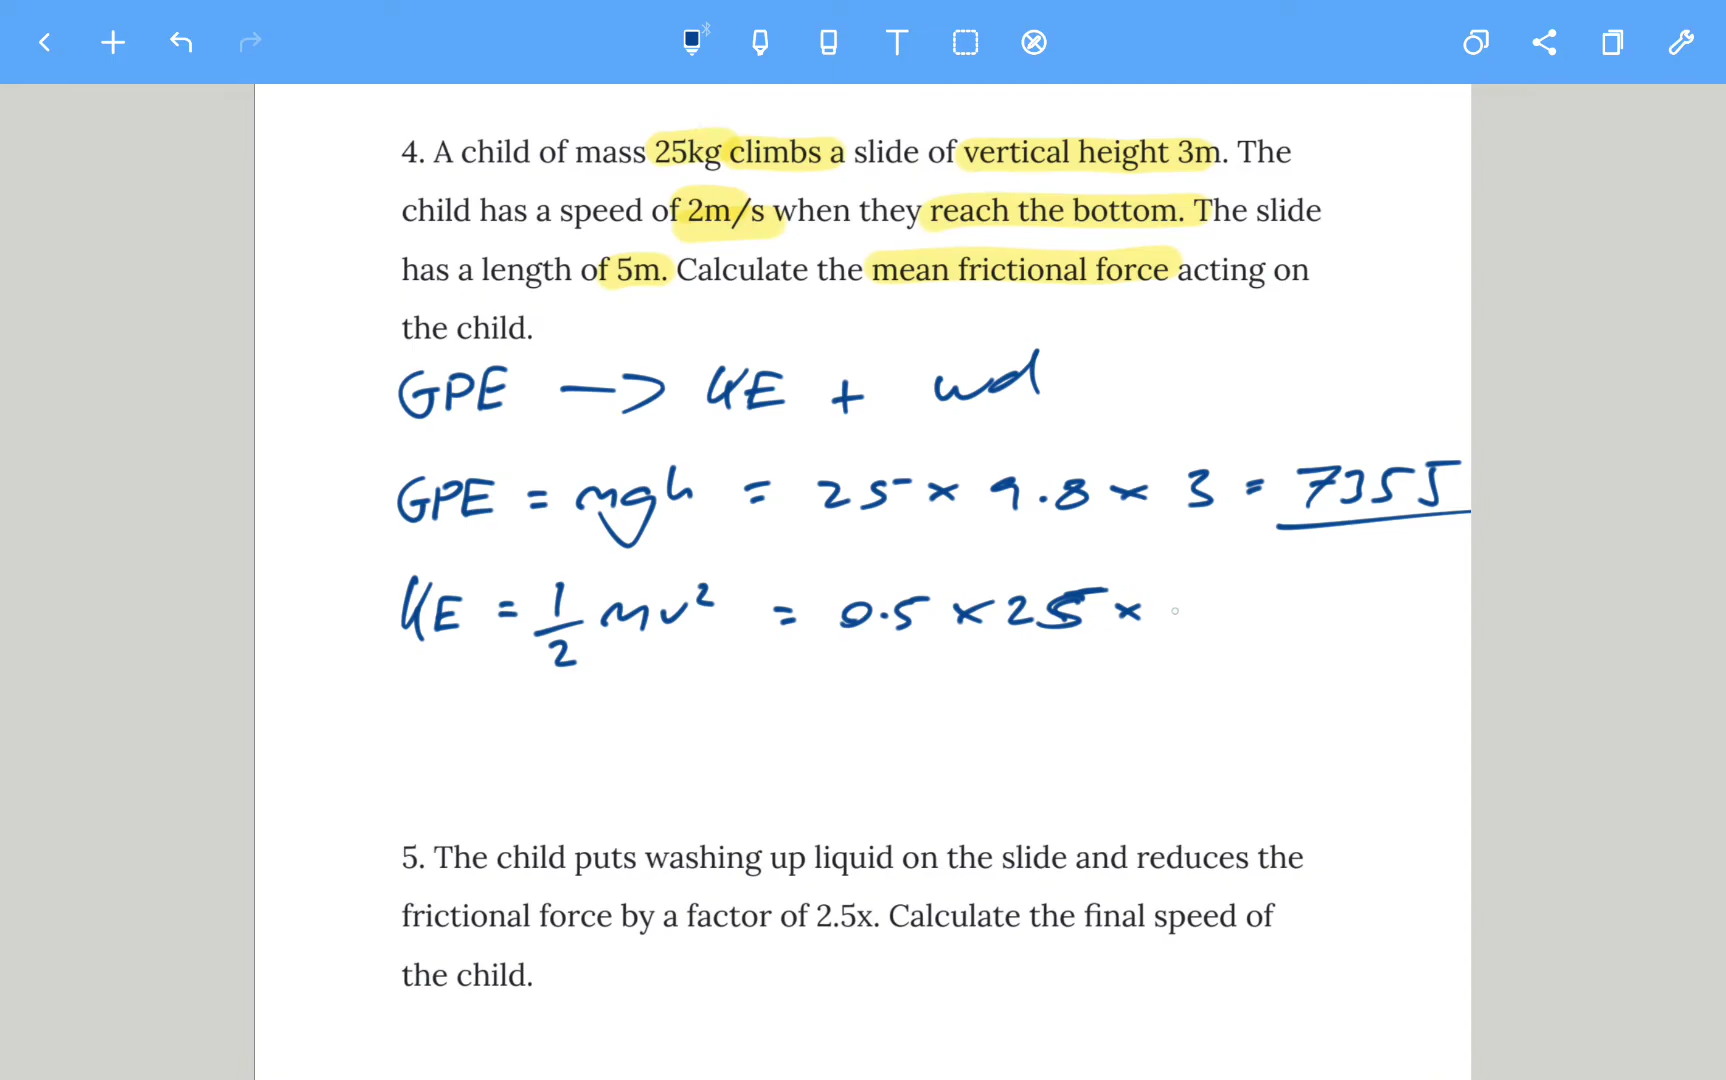 4. A child of mass 25kg climbs a slide of vertical height 3m. The
child has a speed of 2m/s when they reach the bottom. The slide
has a length of 5m. Calculate the mean frictional force acting on
the child.
GPE → KE + wd
GPE = mgh = 25 × 9.8 × 3 = 735J
KE = 1/2 mv² = 0.5 × 25 ×
5. The child puts washing up liquid on the slide and reduces the
frictional force by a factor of 2.5x. Calculate the final speed of
the child.